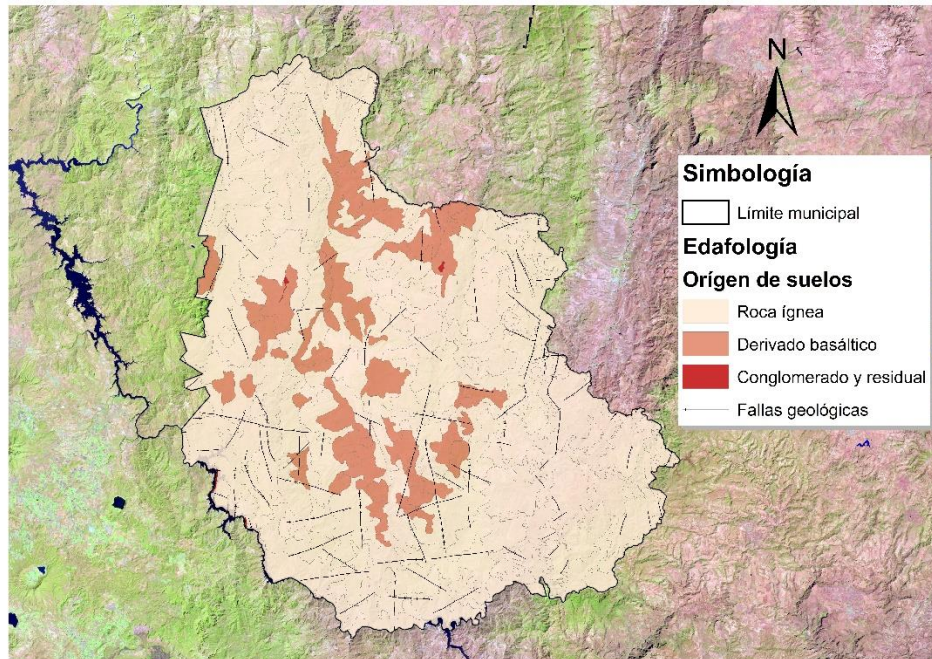 N
Simbología
Límite municipal
Edafología
Orígen de suelos
Roca ígnea
Derivado basáltico
Conglomerado y residual
Fallas geológicas